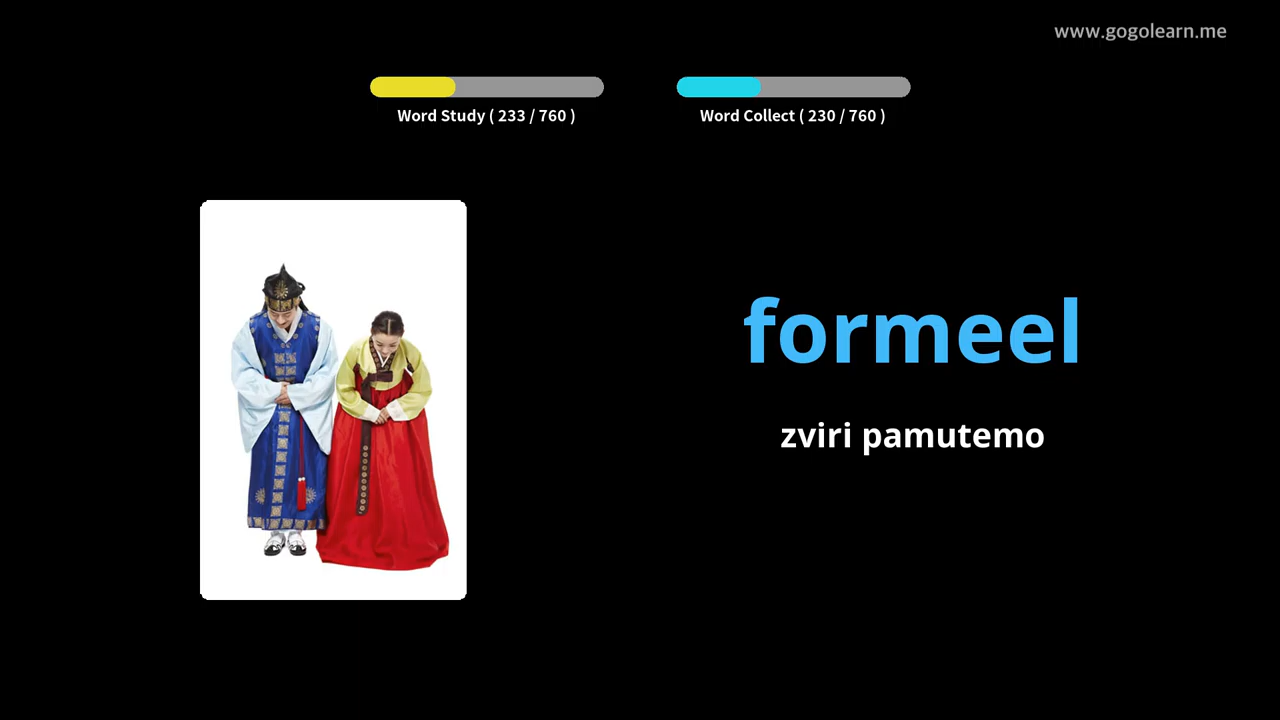 www.gogolearn.me
Word Study ( 233 / 760 )
Word Collect ( 230 / 760 )
formeel
zviri pamutemo